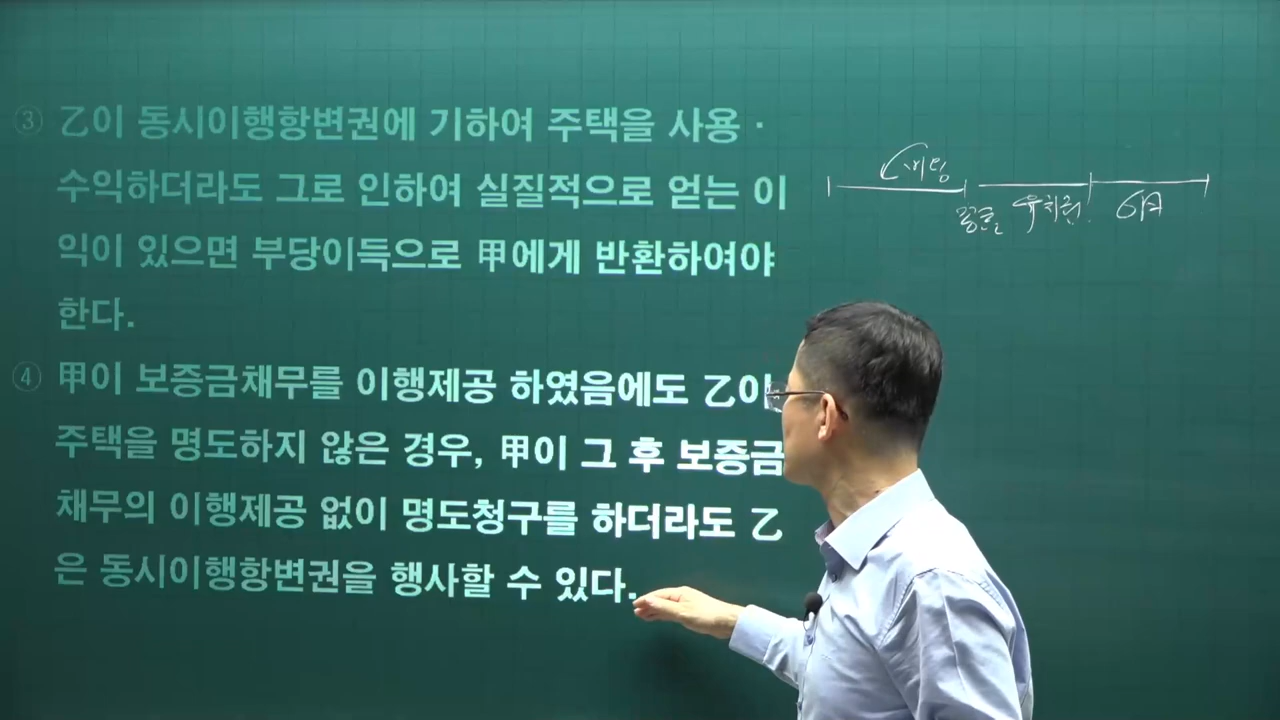 ③ 乙이 동시이행항변권에 기하여 주택을 사용 ·
수익하더라도 그로 인하여 실질적으로 얻는 이
익이 있으면 부당이득으로 甲에게 반환하여야
한다.
④ 甲이 보증금채무를 이행제공 하였음에도 乙이
주택을 명도하지 않은 경우, 甲이 그 후 보증금
채무의 이행제공 없이 명도청구를 하더라도 乙
은 동시이행항변권을 행사할 수 있다.